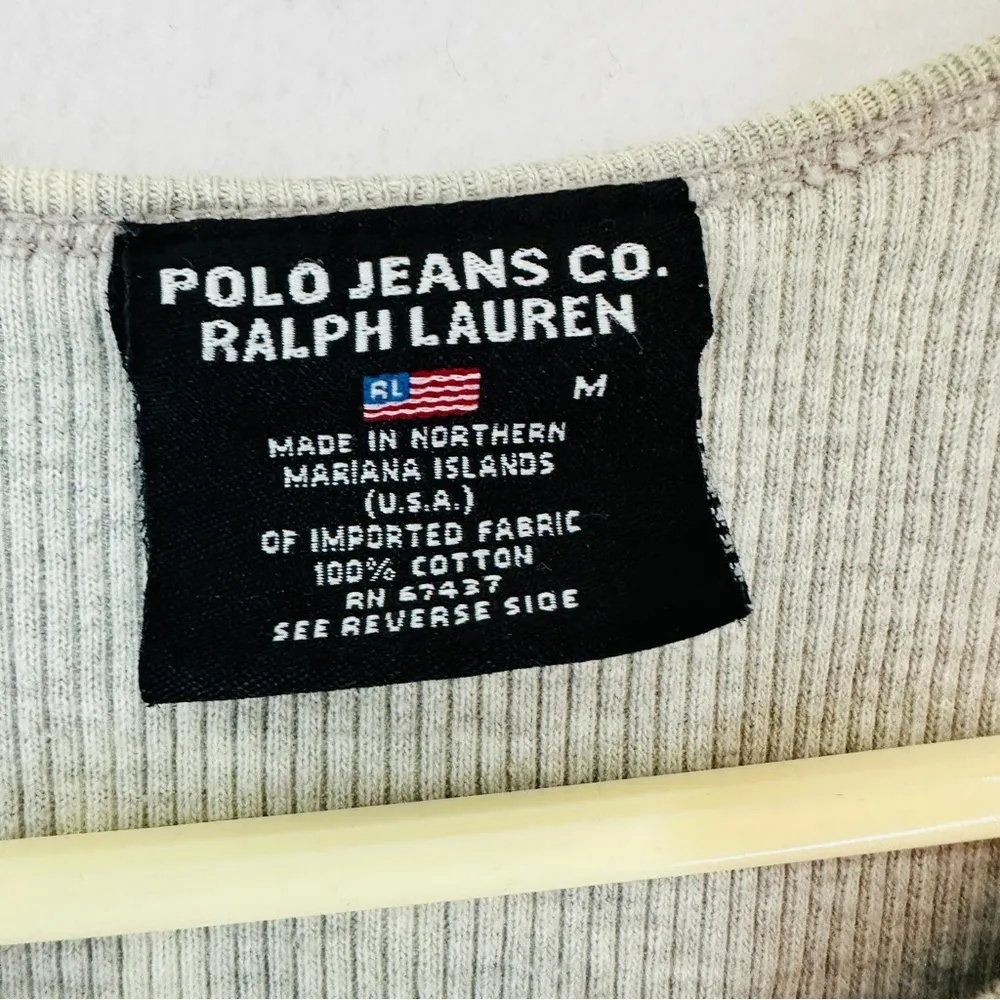 POLO JEANS CO.
RALPH LAUREN
RL M
MADE IN NORTHERN
MARIANA ISLANDS
(U.S.A.)
OF IMPORTED FABRIC
100% COTTON
RN 67437
SEE REVERSE SIDE